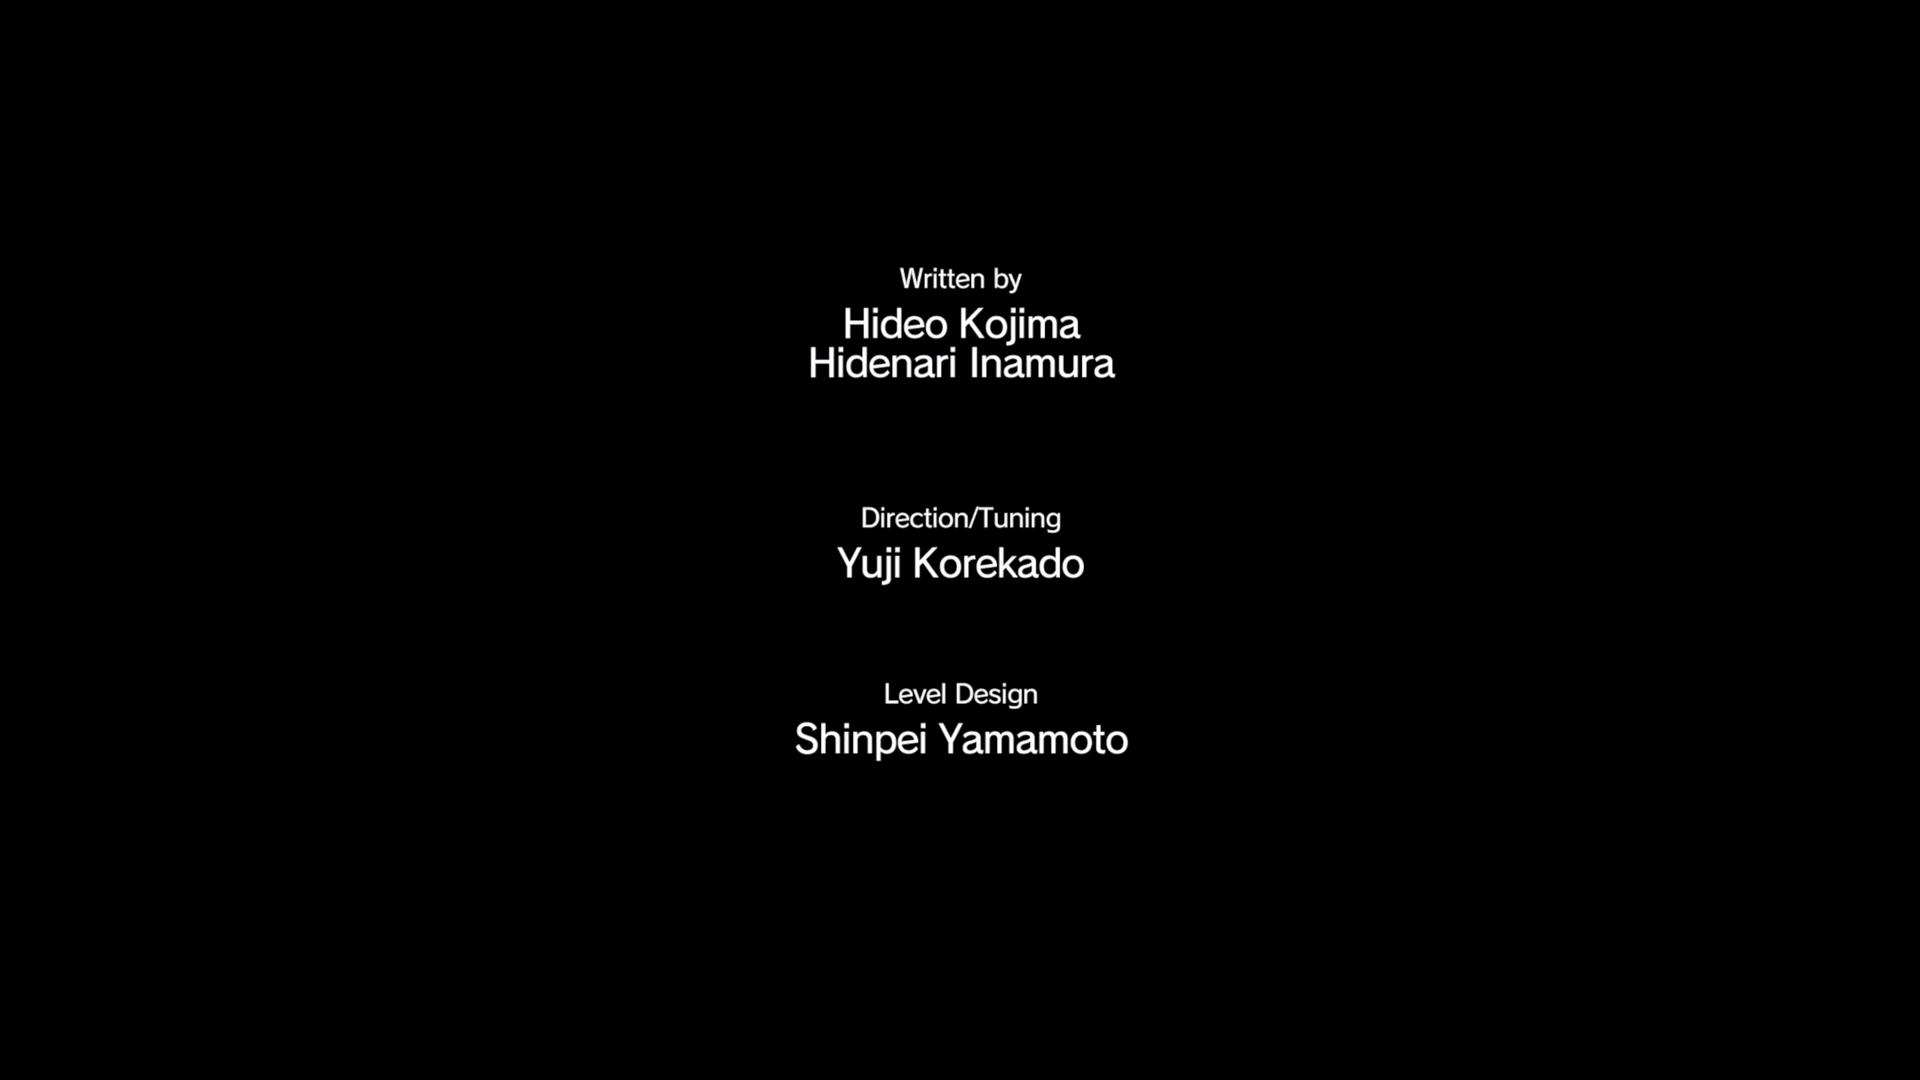 Written by
Hideo Kojima
Hidenari Inamura
Direction/Tuning
Yuji Korekado
Level Design
Shinpei Yamamoto